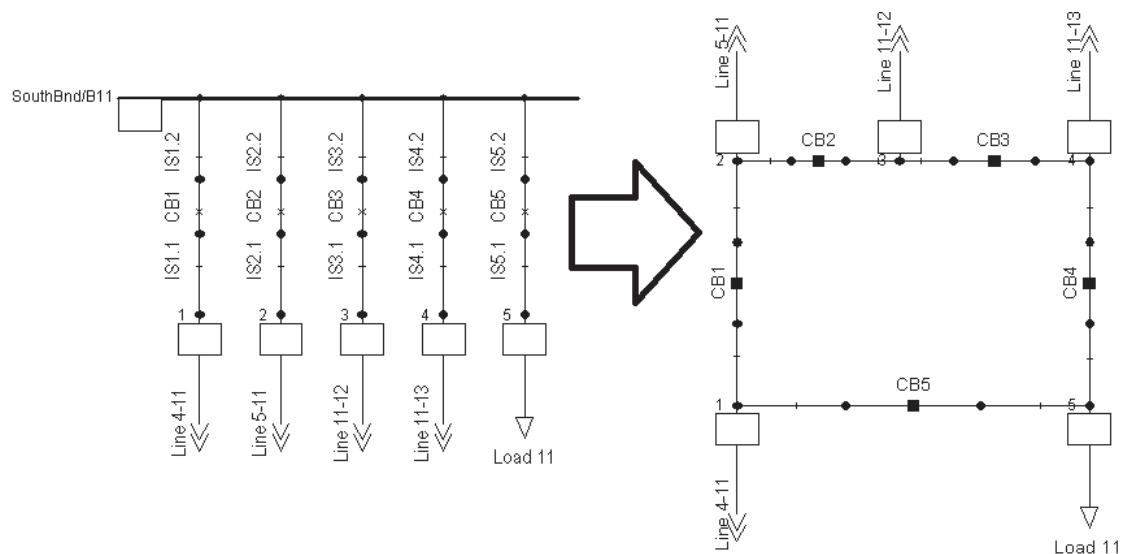 SouthBnd/B11
IS1.2
IS2.2
IS3.2
IS4.2
IS5.2
CB1
CB2
CB3
CB4
CB5
IS1.1
IS2.1
IS3.1
IS4.1
IS5.1
1
2
3
4
5
Line 4-11
Line 5-11
Line 11-12
Line 11-13
Load 11
Line 5-11
Line 11-12
Line 11-13
CB2
CB3
2
3
4
CB1
CB4
CB5
1
5
Line 4-11
Load 11